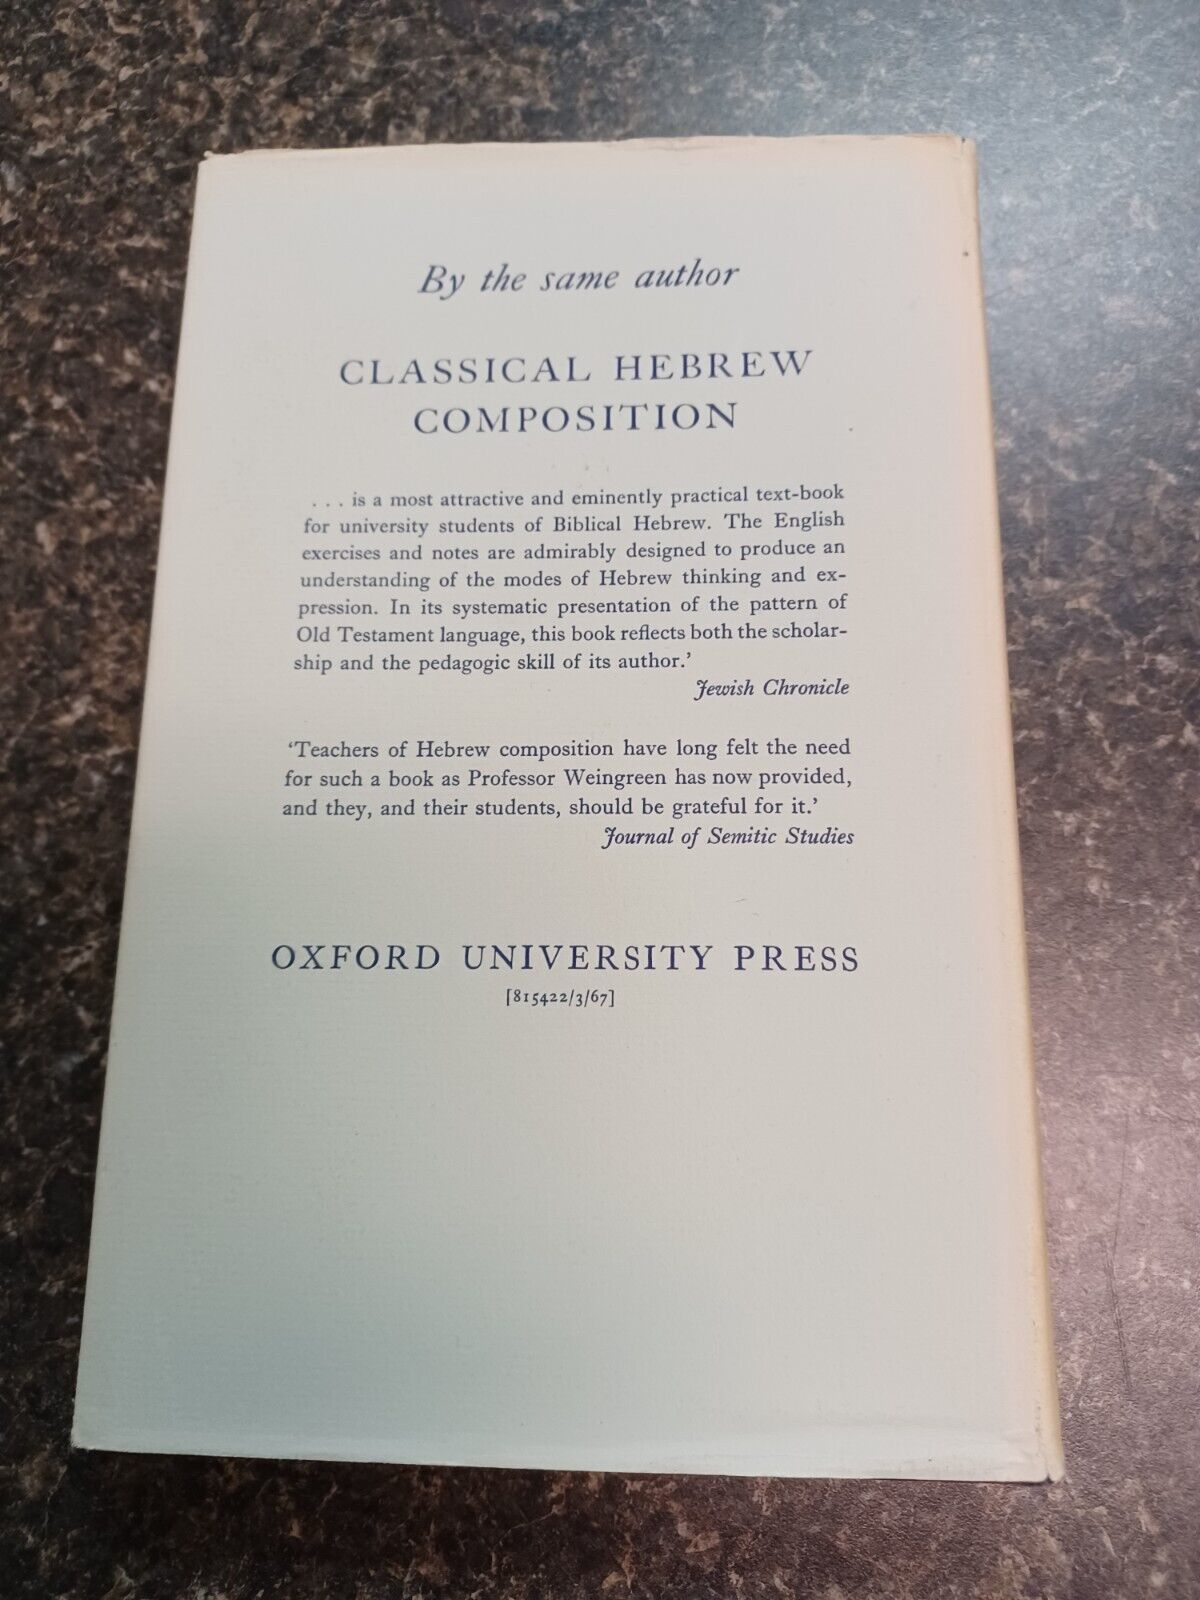 By the same author
CLASSICAL HEBREW
COMPOSITION
. . . is a most attractive and eminently practical text-book
for university students of Biblical Hebrew. The English
exercises and notes are admirably designed to produce an
understanding of the modes of Hebrew thinking and ex-
pression. In its systematic presentation of the pattern of
Old Testament language, this book reflects both the scholar-
ship and the pedagogic skill of its author.’
Jewish Chronicle
‘Teachers of Hebrew composition have long felt the need
for such a book as Professor Weingreen has now provided,
and they, and their students, should be grateful for it.’
Journal of Semitic Studies
OXFORD UNIVERSITY PRESS
[815422/3/67]